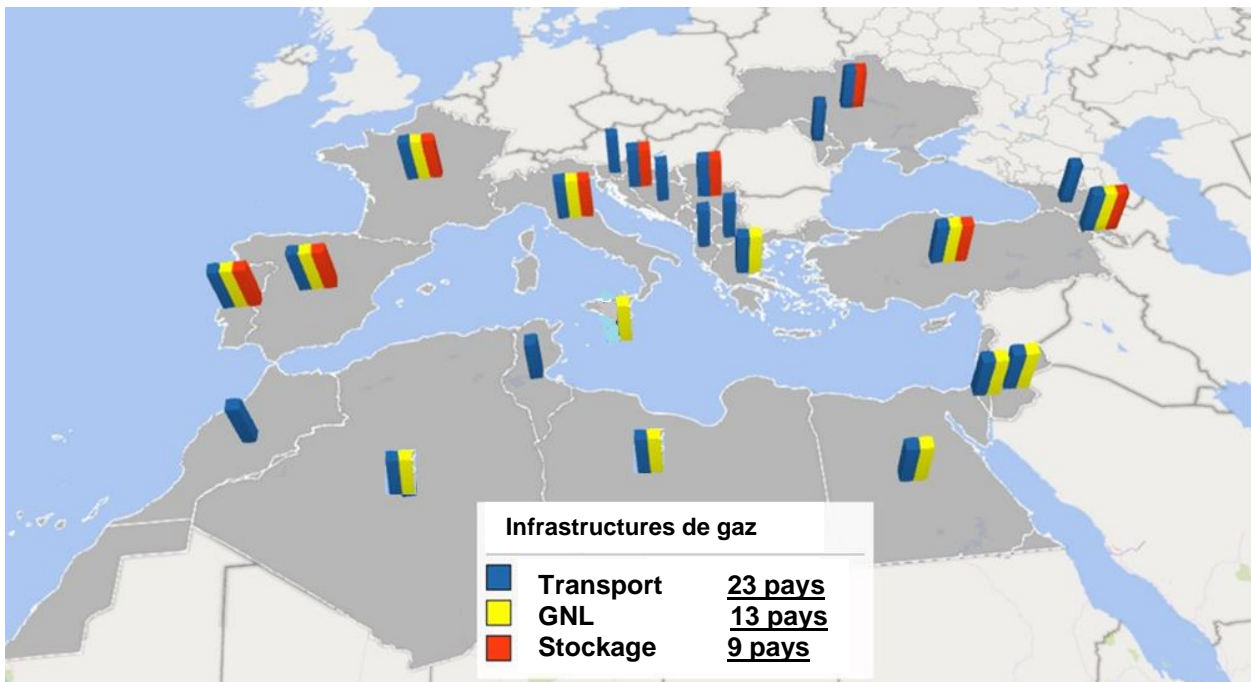 Infrastructures de gaz
Transport 23 pays
GNL 13 pays
Stockage 9 pays